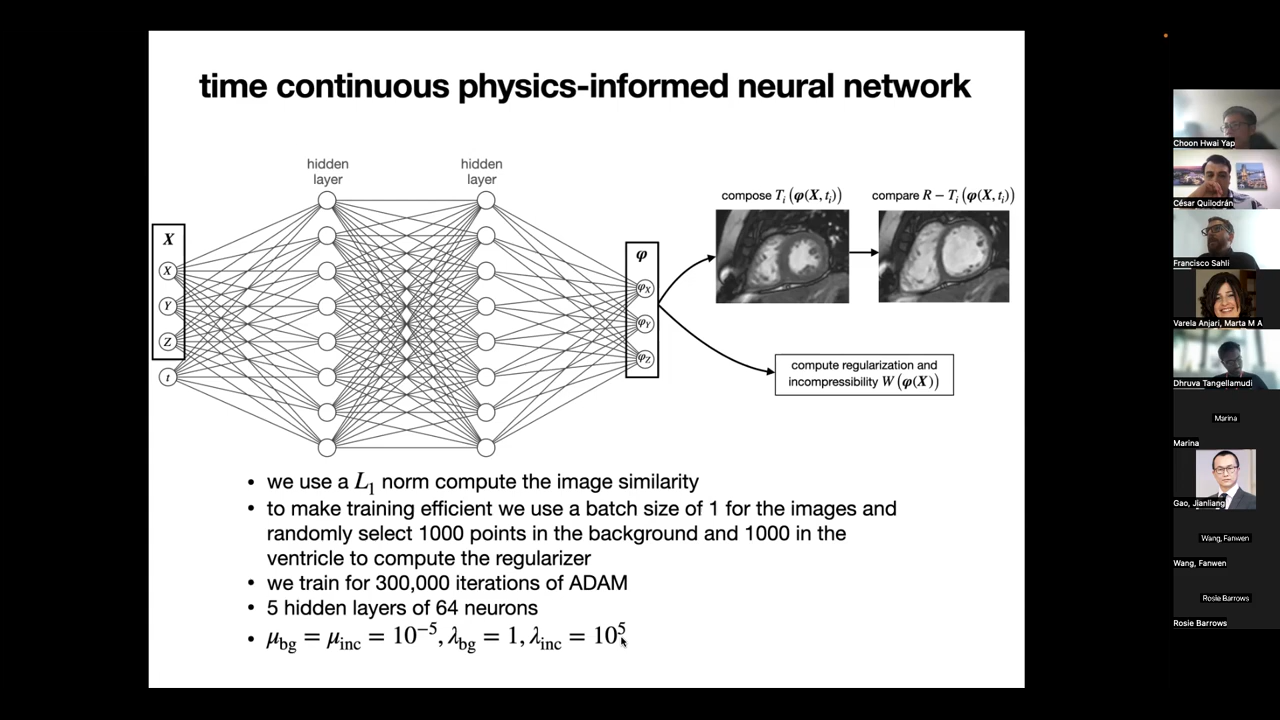 time continuous physics-informed neural network
hidden
layer
hidden
layer
X
X
Y
Z
t
φ
φX
φY
φZ
compose Ti (φ(X, ti))
compare R − Ti (φ(X, ti))
compute regularization and
incompressibility W (φ(X))
• we use a L1 norm compute the image similarity
• to make training efficient we use a batch size of 1 for the images and
randomly select 1000 points in the background and 1000 in the
ventricle to compute the regularizer
• we train for 300,000 iterations of ADAM
• 5 hidden layers of 64 neurons
• μbg = μinc = 10⁻⁵, λbg = 1, λinc = 10⁵
Choon Hwai Yap
César Quilodrán
Francisco Sahli
Varela Anjari, Marta M A
Dhruva Tangellamudi
Marina
Marina
Gao, Jianliang
Wang, Fanwen
Wang, Fanwen
Rosie Barrows
Rosie Barrows